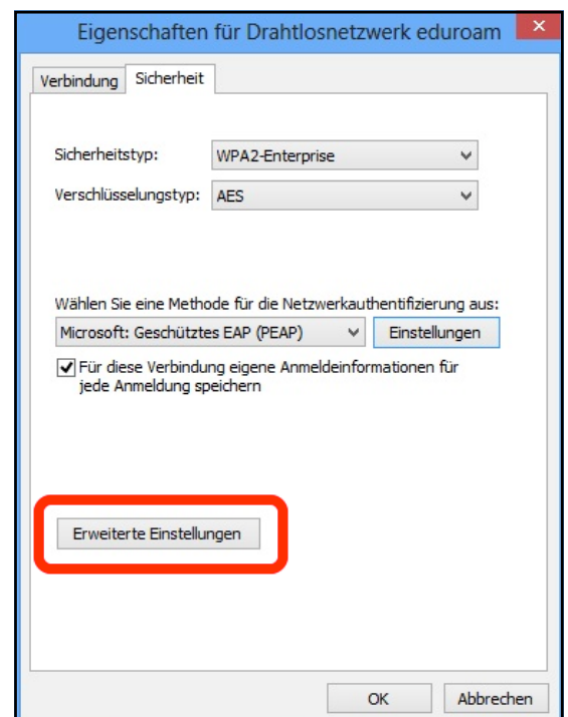 Eigenschaften für Drahtlosnetzwerk eduroam
Verbindung Sicherheit
Sicherheitstyp: WPA2-Enterprise
Verschlüsselungstyp: AES
Wählen Sie eine Methode für die Netzwerkauthentifizierung aus:
Microsoft: Geschütztes EAP (PEAP) Einstellungen
Für diese Verbindung eigene Anmeldeinformationen für
jede Anmeldung speichern
Erweiterte Einstellungen
OK Abbrechen